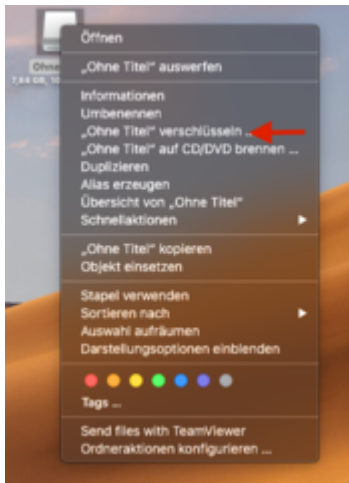 Ohne
Öffnen
„Ohne Titel“ auswerfen
Informationen
Umbenennen
„Ohne Titel“ verschlüsseln ...
„Ohne Titel“ auf CD/DVD brennen ...
Duplizieren
Alias erzeugen
Übersicht von „Ohne Titel“
Schnellaktionen
„Ohne Titel“ kopieren
Objekt einsetzen
Stapel verwenden
Sortieren nach
Auswahl aufräumen
Darstellungsoptionen einblenden
Tags ...
Send files with TeamViewer
Ordneraktionen konfigurieren ...